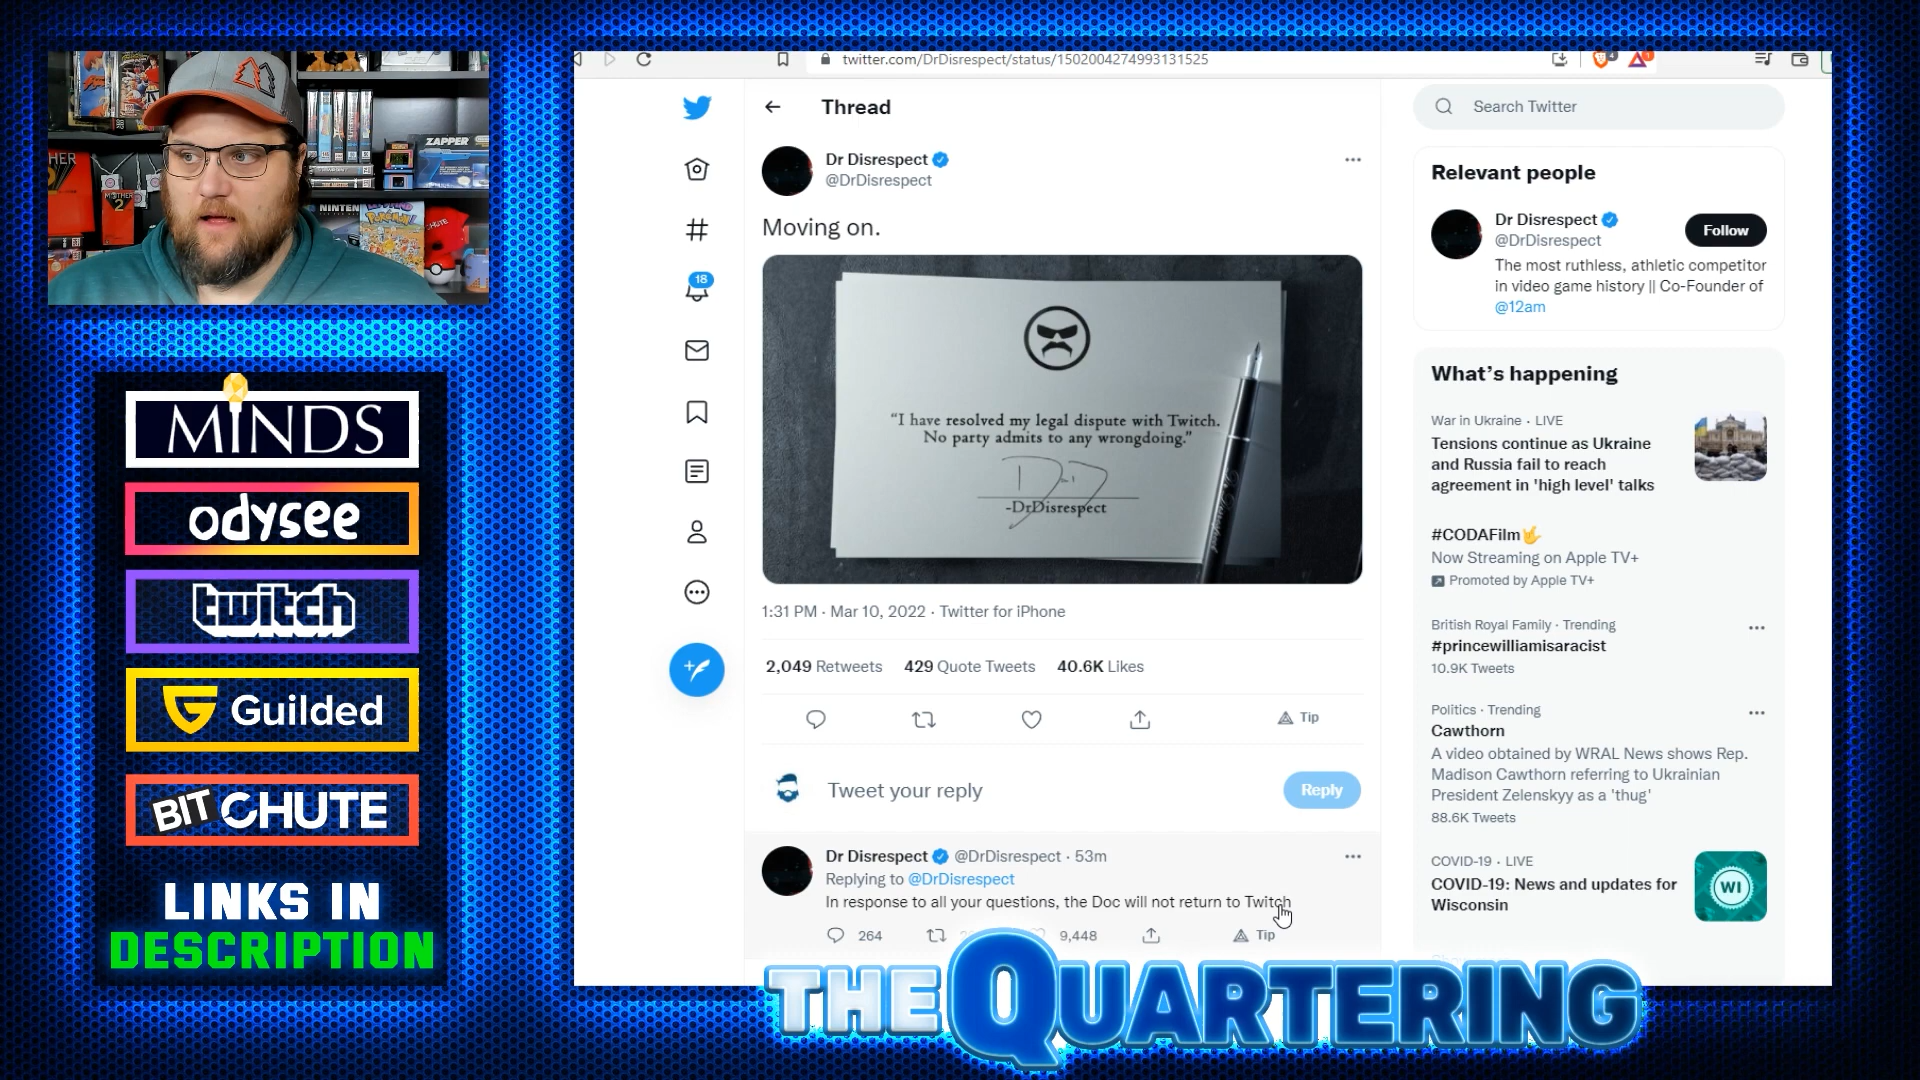 twitter.com/DrDisrespect/status/1502004274993131525
ZAPPER
MOTHER
2
NINTEN
POKéMON
MINDS
odysee
twitch
Guilded
BITCHUTE
LINKS IN
DESCRIPTION
18
Thread
Dr Disrespect
@DrDisrespect
Moving on.
“I have resolved my legal dispute with Twitch.
No party admits to any wrongdoing.”
-DrDisrespect
1:31 PM · Mar 10, 2022 · Twitter for iPhone
2,049 Retweets 429 Quote Tweets 40.6K Likes
Tip
Tweet your reply
Reply
Dr Disrespect @DrDisrespect · 53m
Replying to @DrDisrespect
In response to all your questions, the Doc will not return to Twitch
264 9,448 Tip
Search Twitter
Relevant people
Dr Disrespect
@DrDisrespect
Follow
The most ruthless, athletic competitor
in video game history || Co-Founder of
@12am
What’s happening
War in Ukraine · LIVE
Tensions continue as Ukraine
and Russia fail to reach
agreement in 'high level' talks
#CODAFilm
Now Streaming on Apple TV+
Promoted by Apple TV+
British Royal Family · Trending
#princewilliamisaracist
10.9K Tweets
Politics · Trending
Cawthorn
A video obtained by WRAL News shows Rep.
Madison Cawthorn referring to Ukrainian
President Zelenskyy as a 'thug'
88.6K Tweets
COVID-19 · LIVE
COVID-19: News and updates for
Wisconsin
WI
THE QUARTERING